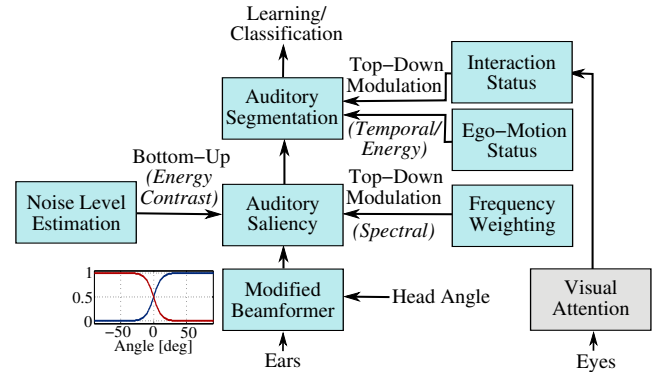 Learning/
Classification
Top−Down
Modulation
Interaction
Status
Auditory
Segmentation
(Temporal/
Energy)
Ego−Motion
Status
Bottom−Up
(Energy
Contrast)
Top−Down
Modulation
Noise Level
Estimation
Auditory
Saliency
(Spectral)
Frequency
Weighting
1
0.5
0
−50 0 50
Angle [deg]
Modified
Beamformer
Head Angle
Visual
Attention
Ears
Eyes